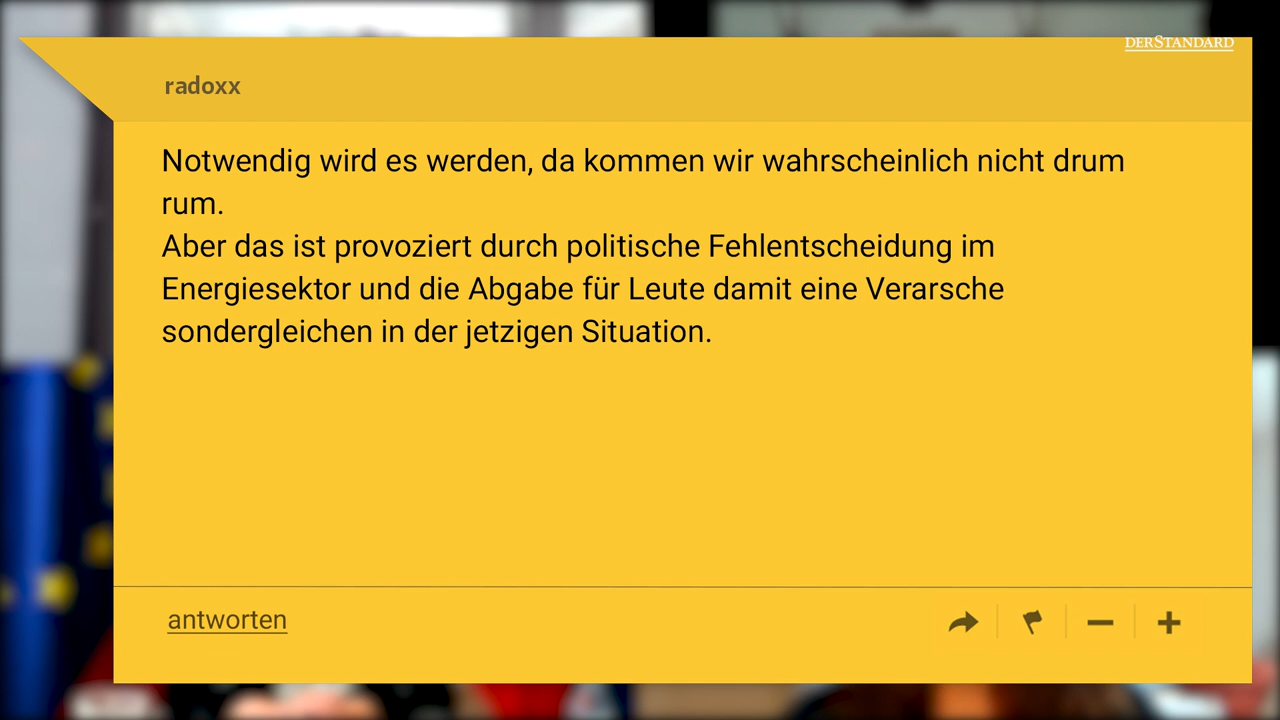 DERSTANDARD
radoxx
Notwendig wird es werden, da kommen wir wahrscheinlich nicht drum
rum.
Aber das ist provoziert durch politische Fehlentscheidung im
Energiesektor und die Abgabe für Leute damit eine Verarsche
sondergleichen in der jetzigen Situation.
antworten